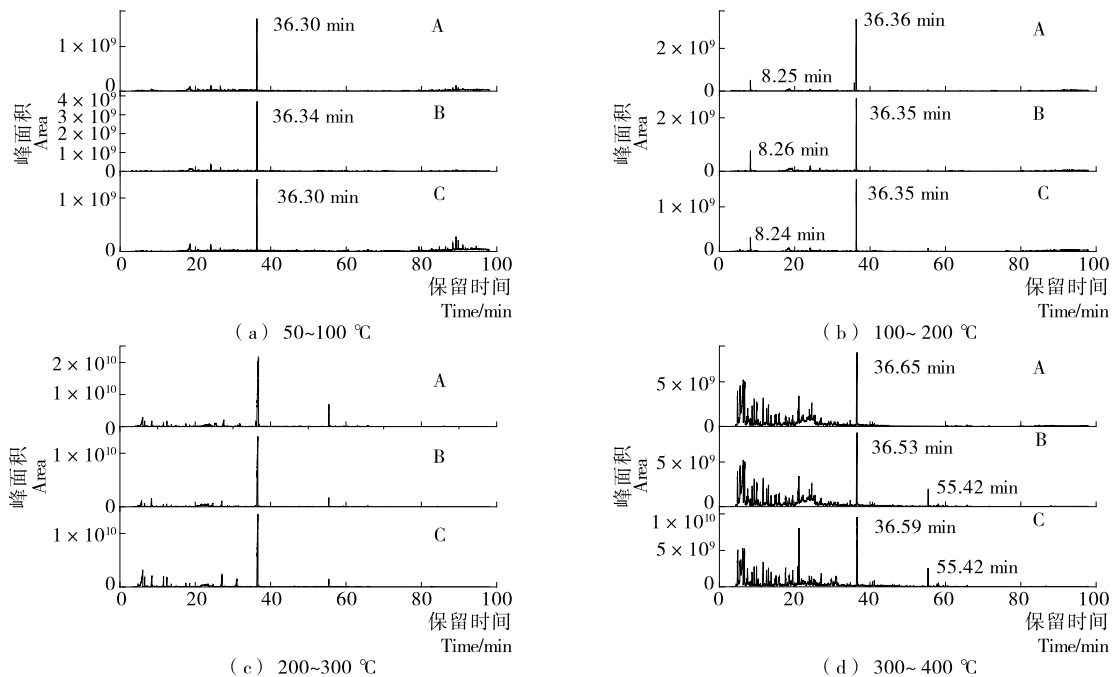 峰面积
Area
1×10⁹
0
36.30 min
A
4×10⁹
3×10⁹
2×10⁹
1×10⁹
0
36.34 min
B
1×10⁹
0
36.30 min
C
0 20 40 60 80 100
保留时间
Time/min
(a) 50~100 ℃
峰面积
Area
2×10⁹
0
8.25 min
36.36 min
A
2×10⁹
0
8.26 min
36.35 min
B
1×10⁹
0
8.24 min
36.35 min
C
0 20 40 60 80 100
保留时间
Time/min
(b) 100~200 ℃
峰面积
Area
2×10¹⁰
1×10¹⁰
0
A
1×10¹⁰
0
B
1×10¹⁰
0
C
0 20 40 60 80 100
保留时间
Time/min
(c) 200~300 ℃
峰面积
Area
5×10⁹
0
36.65 min
A
5×10⁹
0
36.53 min
B
55.42 min
1×10¹⁰
5×10⁹
0
36.59 min
C
55.42 min
0 20 40 60 80 100
保留时间
Time/min
(d) 300~400 ℃